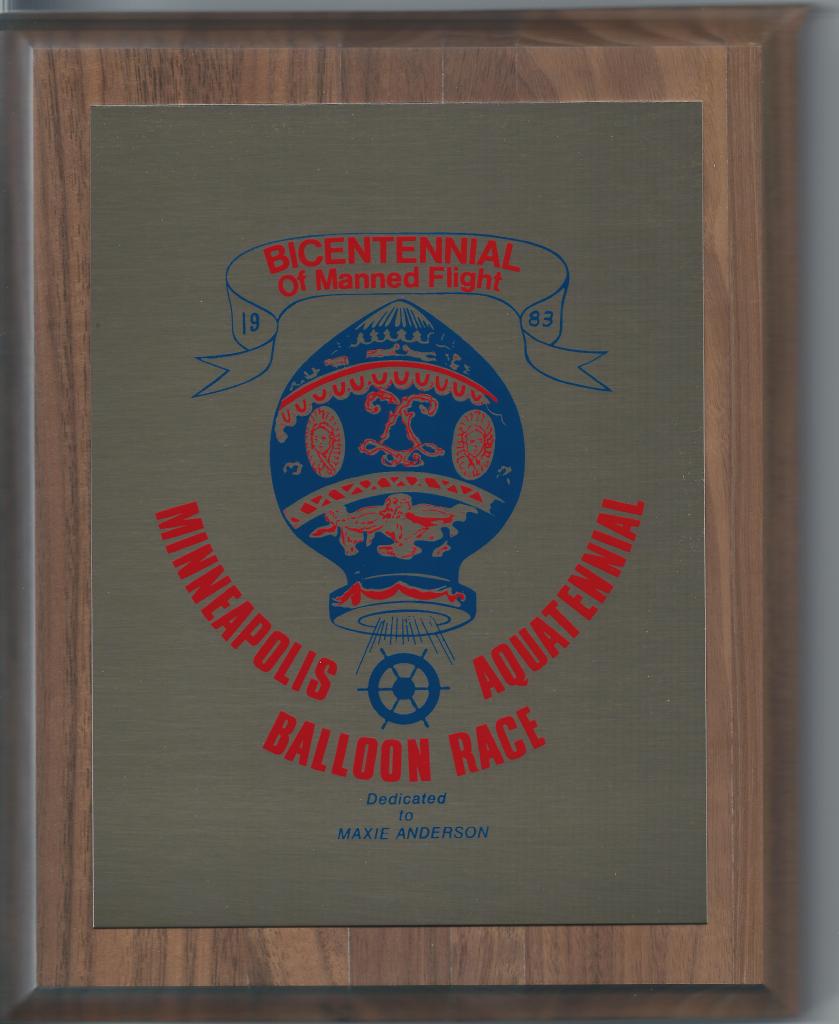 BICENTENNIAL
Of Manned Flight
19 83
MINNEAPOLIS AQUATENNIAL
BALLOON RACE
Dedicated
to
MAXIE ANDERSON